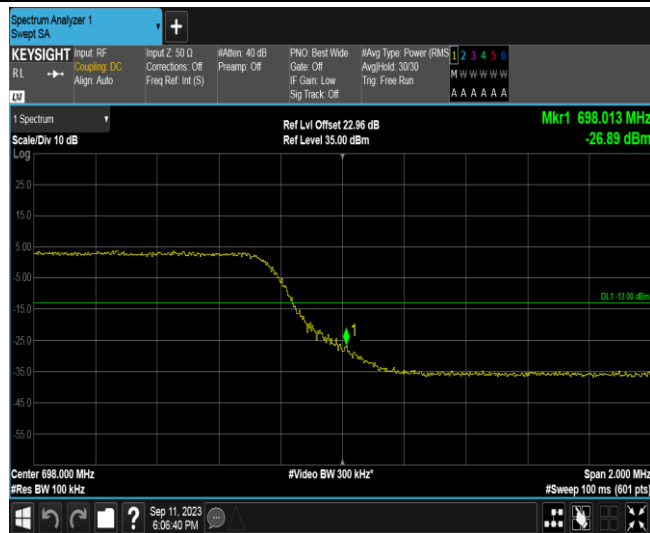 Spectrum Analyzer 1
Swept SA
KEYSIGHT
RL
Input: RF
Coupling: DC
Align: Auto
Input Z: 50 Ω
Corrections: Off
Freq Ref: Int (S)
#Atten: 40 dB
Preamp: Off
PNO: Best Wide
Gate: Off
IF Gain: Low
Sig Track: Off
#Avg Type: Power (RMS
Avg|Hold: 30/30
Trig: Free Run
1 2 3 4 5 6
M W W W W W
A A A A A A
1 Spectrum
Scale/Div 10 dB
Log
Ref Lvl Offset 22.96 dB
Ref Level 35.00 dBm
Mkr1 698.013 MHz
-26.89 dBm
25.0
15.0
5.00
-5.00
DL1 -13.00 dBm
-15.0
1
-25.0
-35.0
-45.0
-55.0
Center 698.000 MHz
#Res BW 100 kHz
#Video BW 300 kHz*
Span 2.000 MHz
#Sweep 100 ms (601 pts)
Sep 11, 2023
6:06:40 PM